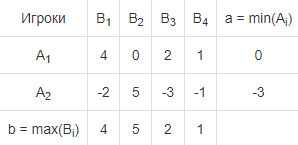 Игроки B1 B2 B3 B4 a = min(Ai)
A1 4 0 2 1 0
A2 -2 5 -3 -1 -3
b = max(Bi) 4 5 2 1